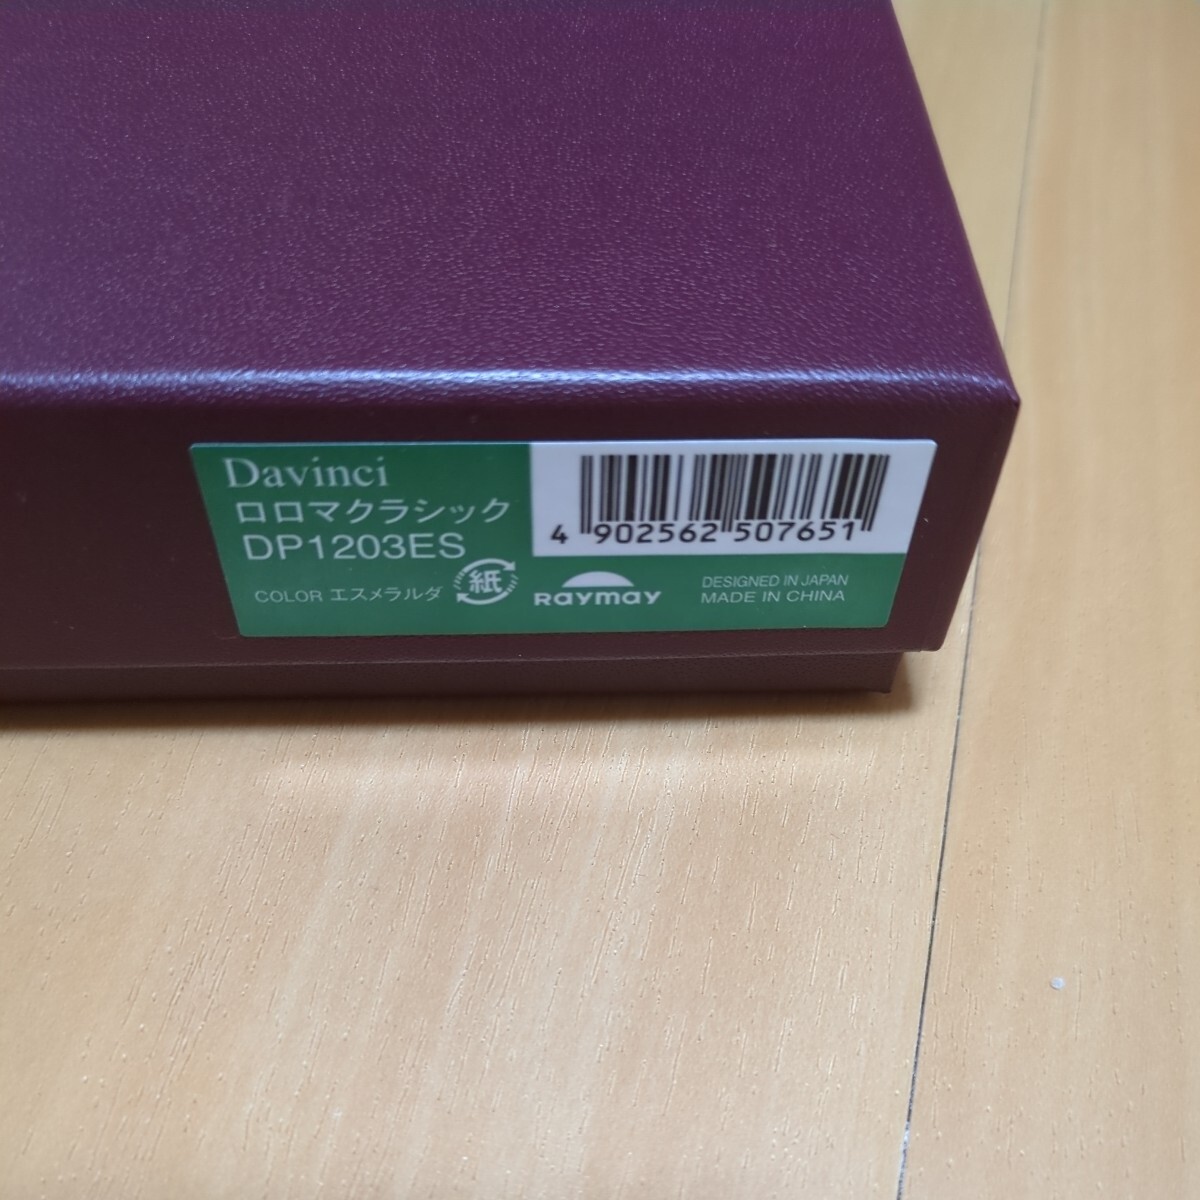 Davinci
ロロマクラシック
DP1203ES
COLOR エスメラルダ
紙
Raymay
4 902562 507651
DESIGNED IN JAPAN
MADE IN CHINA